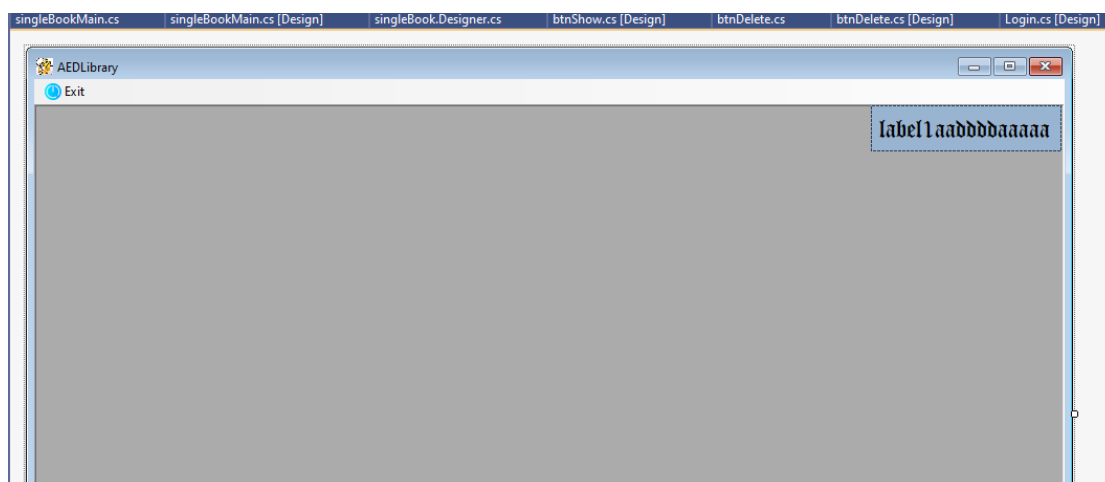 singleBookMain.cs singleBookMain.cs [Design] singleBook.Designer.cs btnShow.cs [Design] btnDelete.cs btnDelete.cs [Design] Login.cs [Design]
AEDLibrary
Exit
label1aaddddaaaaa